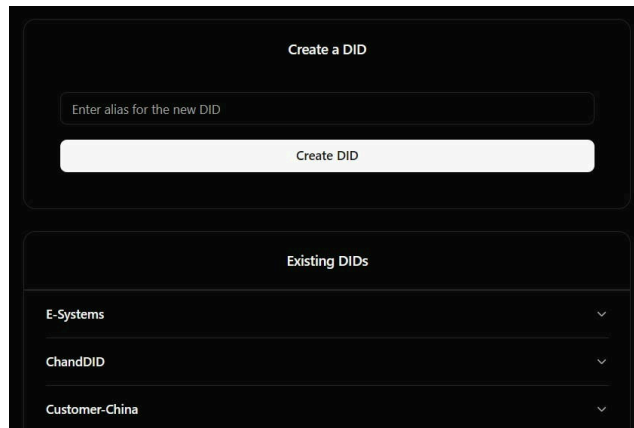 Create a DID
Enter alias for the new DID
Create DID
Existing DIDs
E-Systems
ChandDID
Customer-China